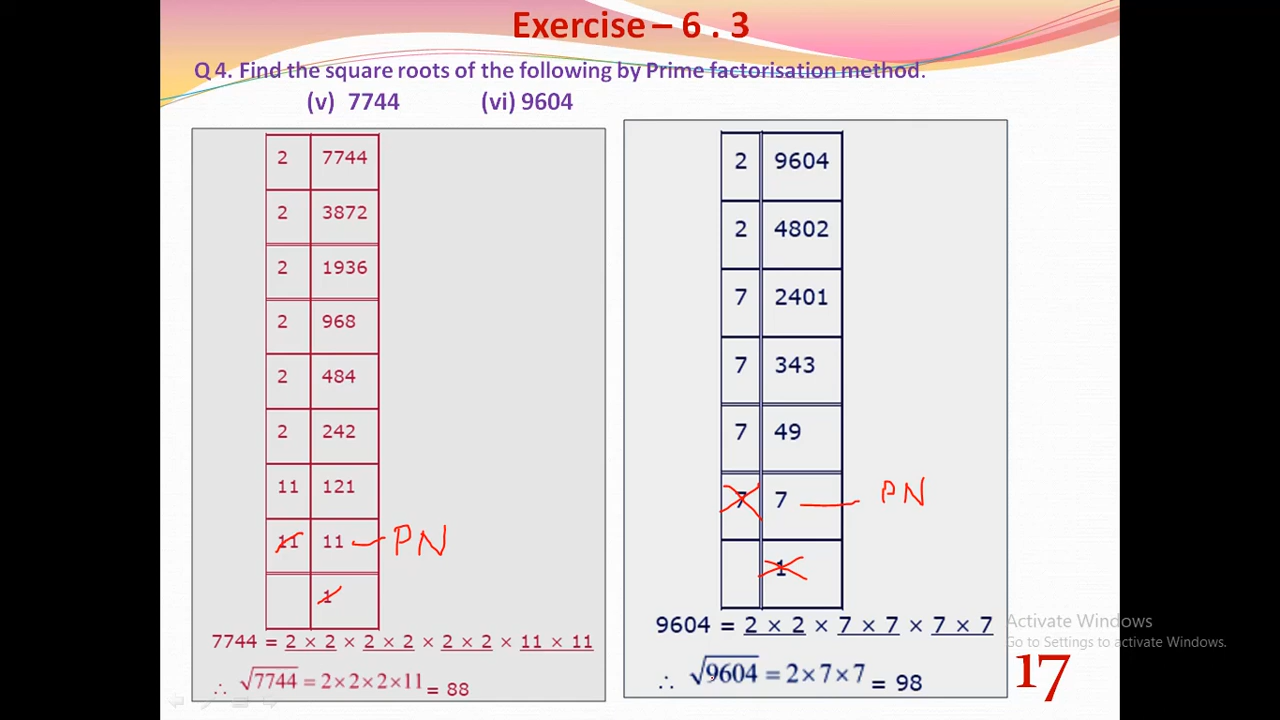 Exercise – 6 . 3
Q 4. Find the square roots of the following by Prime factorisation method.
(v) 7744 (vi) 9604
2 7744
2 3872
2 1936
2 968
2 484
2 242
11 121
11 11 PN
1
7744 = 2 × 2 × 2 × 2 × 2 × 2 × 11 × 11
∴ √7744 = 2×2×2×11 = 88
2 9604
2 4802
7 2401
7 343
7 49
7 7 PN
1
9604 = 2 × 2 × 7 × 7 × 7 × 7
∴ √9604 = 2×7×7 = 98
Activate Windows
Go to Settings to activate Windows.
17